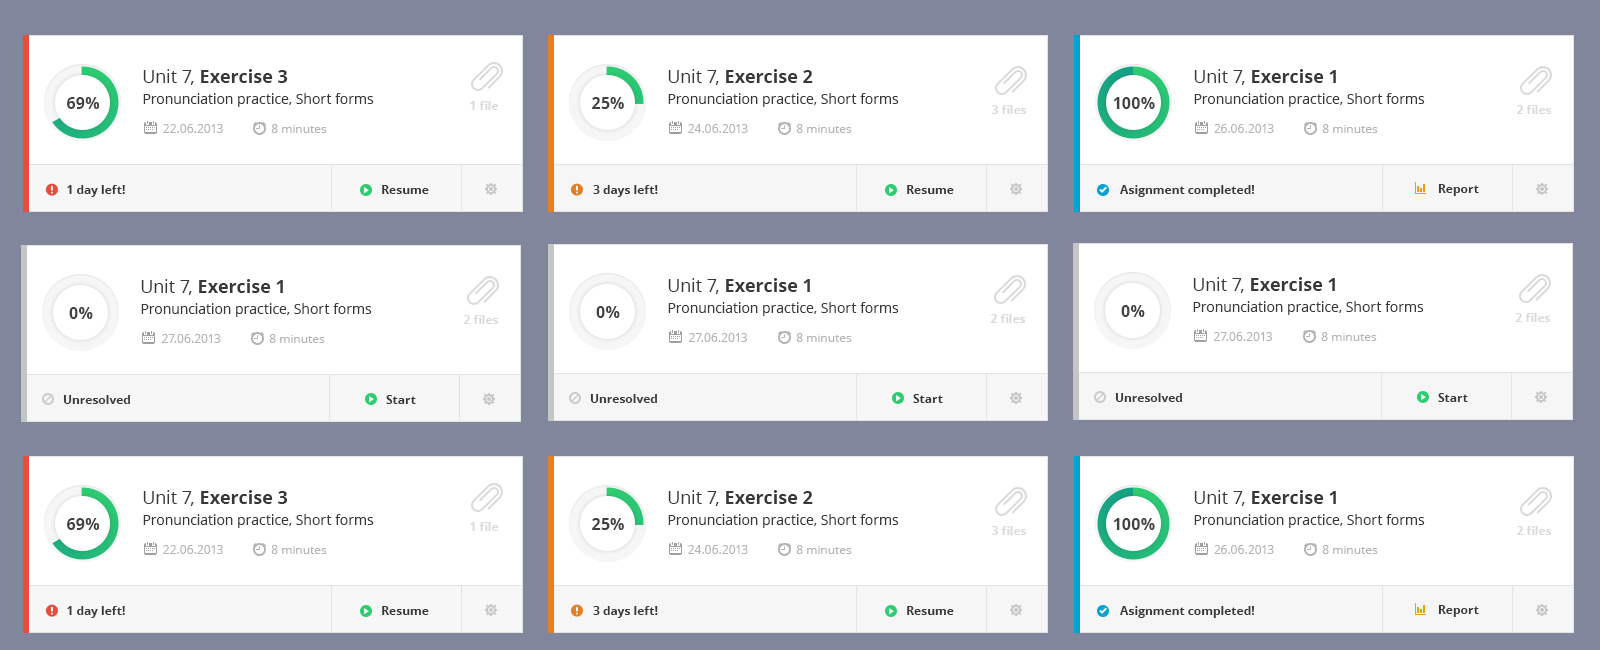 69%
Unit 7, Exercise 3
Pronunciation practice, Short forms
22.06.2013 8 minutes
1 file
1 day left! Resume
25%
Unit 7, Exercise 2
Pronunciation practice, Short forms
24.06.2013 8 minutes
3 files
3 days left! Resume
100%
Unit 7, Exercise 1
Pronunciation practice, Short forms
26.06.2013 8 minutes
2 files
Asignment completed! Report
0%
Unit 7, Exercise 1
Pronunciation practice, Short forms
27.06.2013 8 minutes
2 files
Unresolved Start
0%
Unit 7, Exercise 1
Pronunciation practice, Short forms
27.06.2013 8 minutes
2 files
Unresolved Start
0%
Unit 7, Exercise 1
Pronunciation practice, Short forms
27.06.2013 8 minutes
2 files
Unresolved Start
69%
Unit 7, Exercise 3
Pronunciation practice, Short forms
22.06.2013 8 minutes
1 file
1 day left! Resume
25%
Unit 7, Exercise 2
Pronunciation practice, Short forms
24.06.2013 8 minutes
3 files
3 days left! Resume
100%
Unit 7, Exercise 1
Pronunciation practice, Short forms
26.06.2013 8 minutes
2 files
Asignment completed! Report